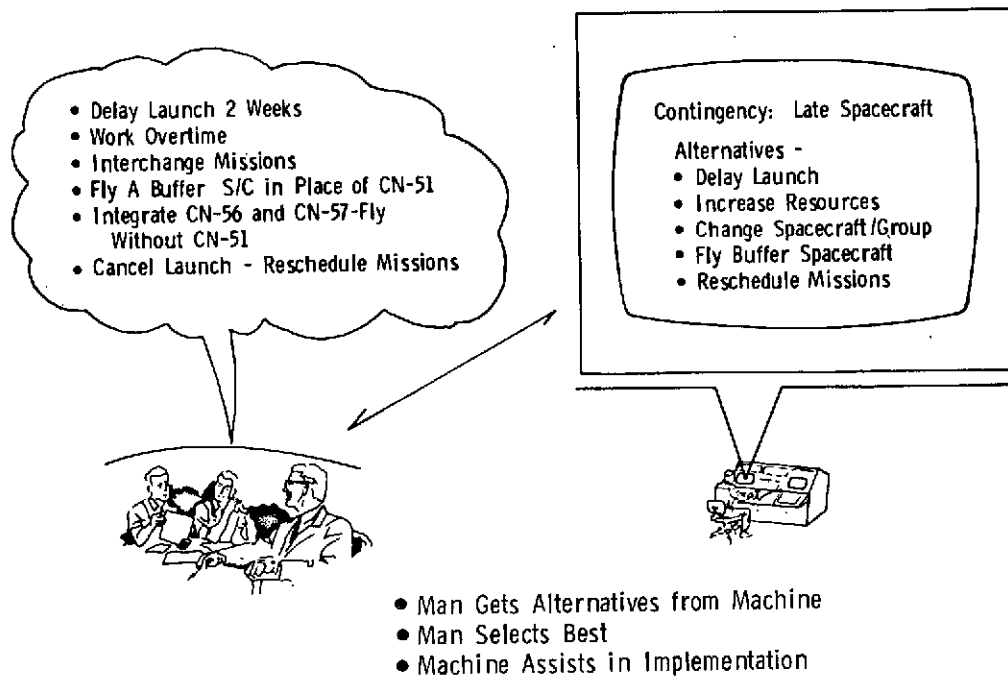 • Delay Launch 2 Weeks
• Work Overtime
• Interchange Missions
• Fly A Buffer S/C in Place of CN-51
• Integrate CN-56 and CN-57-Fly
Without CN-51
• Cancel Launch - Reschedule Missions
Contingency: Late Spacecraft
Alternatives -
• Delay Launch
• Increase Resources
• Change Spacecraft/Group
• Fly Buffer Spacecraft
• Reschedule Missions
• Man Gets Alternatives from Machine
• Man Selects Best
• Machine Assists in Implementation